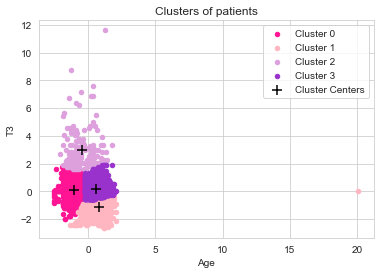 Clusters of patients
Cluster 0
Cluster 1
Cluster 2
Cluster 3
Cluster Centers
T3
12
10
8
6
4
2
0
−2
0
5
10
15
20
Age